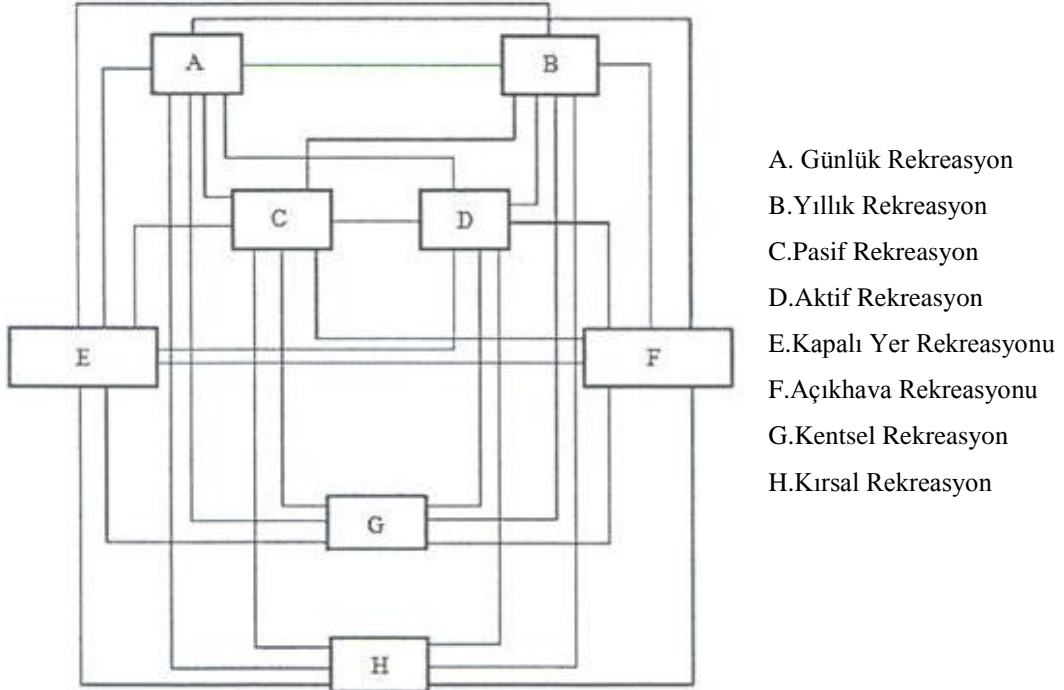 A
B
C
D
E
F
G
H
A. Günlük Rekreasyon
B.Yıllık Rekreasyon
C.Pasif Rekreasyon
D.Aktif Rekreasyon
E.Kapalı Yer Rekreasyonu
F.Açıkhava Rekreasyonu
G.Kentsel Rekreasyon
H.Kırsal Rekreasyon